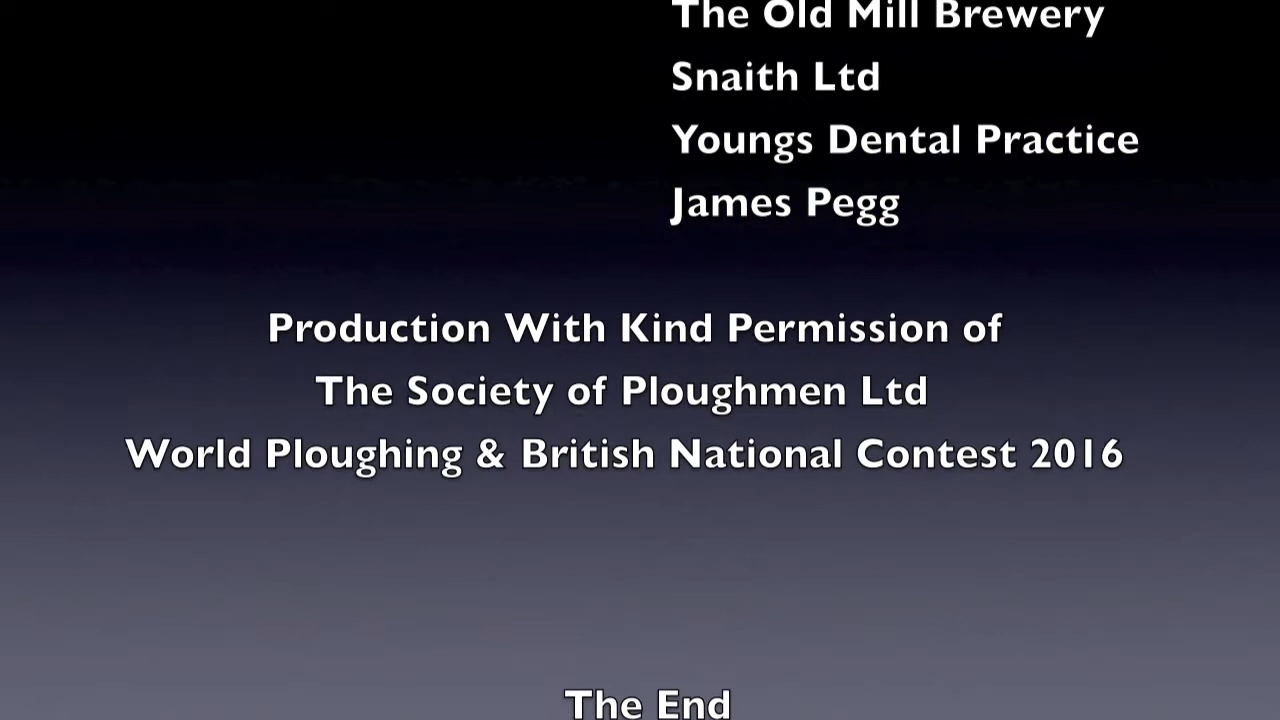 The Old Mill Brewery
Snaith Ltd
Youngs Dental Practice
James Pegg
Production With Kind Permission of
The Society of Ploughmen Ltd
World Ploughing & British National Contest 2016
The End